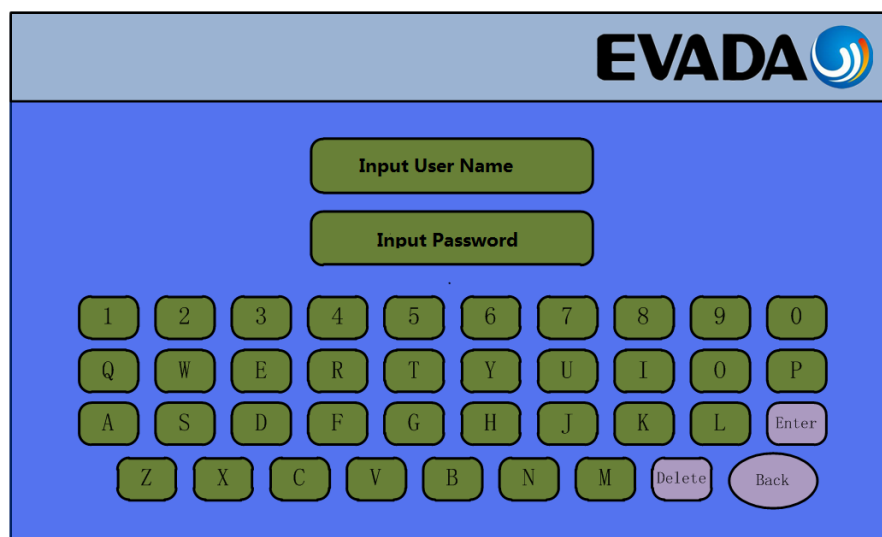 EVADA
Input User Name
Input Password
1 2 3 4 5 6 7 8 9 0
Q W E R T Y U I O P
A S D F G H J K L Enter
Z X C V B N M Delete Back